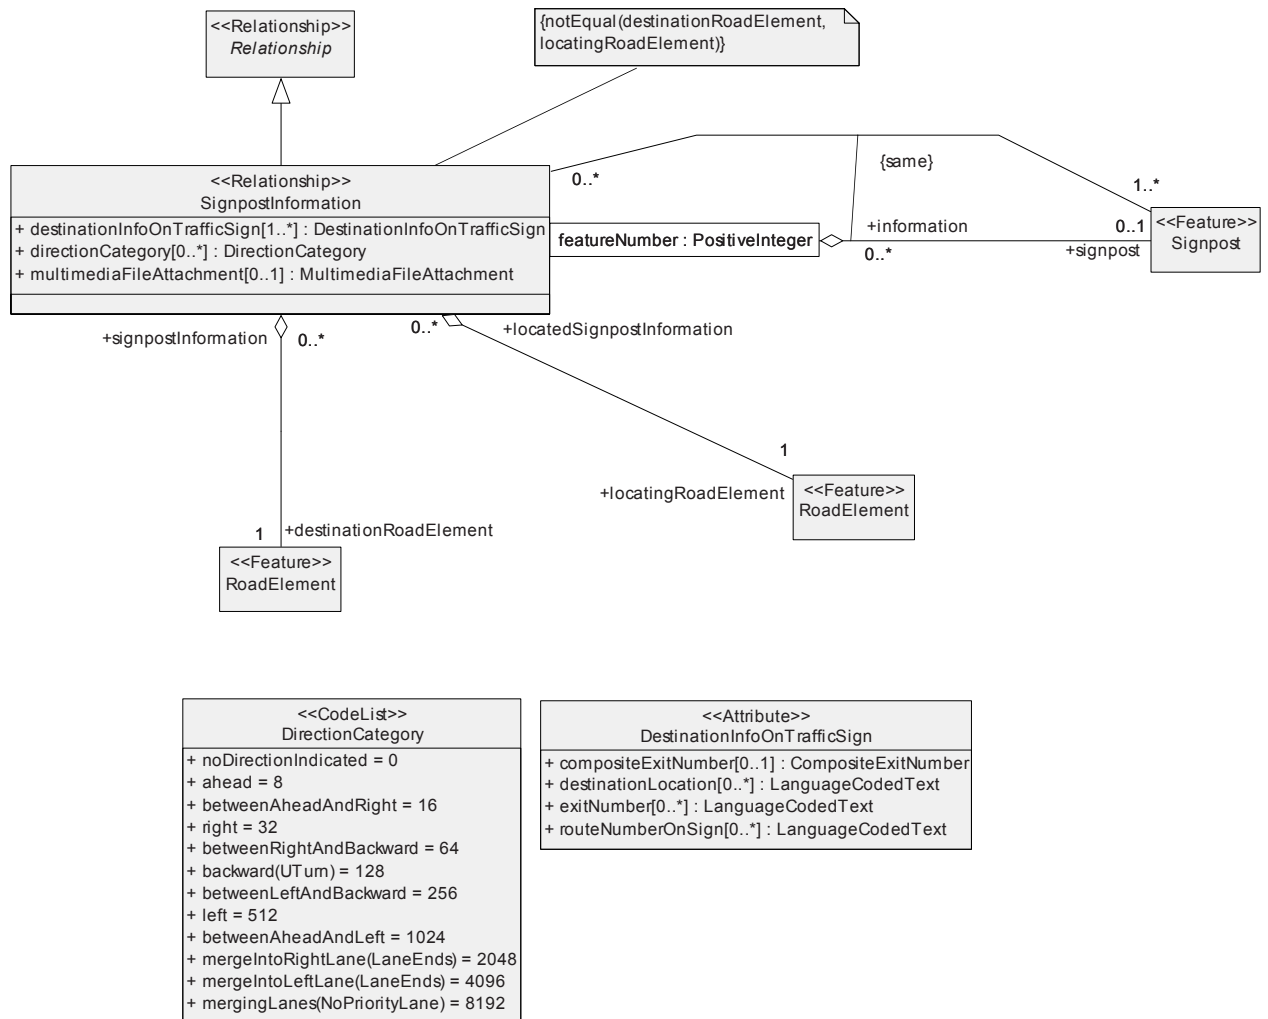 <<Relationship>>
Relationship
{notEqual(destinationRoadElement,
locatingRoadElement)}
<<Relationship>>
SignpostInformation
+ destinationInfoOnTrafficSign[1..*] : DestinationInfoOnTrafficSign
+ directionCategory[0..*] : DirectionCategory
+ multimediaFileAttachment[0..1] : MultimediaFileAttachment
featureNumber : PositiveInteger
0..*
{same}
1..*
+information
0..*
0..1
+signpost
<<Feature>>
Signpost
+signpostInformation
0..*
0..*
+locatedSignpostInformation
1
+locatingRoadElement
<<Feature>>
RoadElement
1
+destinationRoadElement
<<Feature>>
RoadElement
<<CodeList>>
DirectionCategory
+ noDirectionIndicated = 0
+ ahead = 8
+ betweenAheadAndRight = 16
+ right = 32
+ betweenRightAndBackward = 64
+ backward(UTurn) = 128
+ betweenLeftAndBackward = 256
+ left = 512
+ betweenAheadAndLeft = 1024
+ mergeIntoRightLane(LaneEnds) = 2048
+ mergeIntoLeftLane(LaneEnds) = 4096
+ mergingLanes(NoPriorityLane) = 8192
<<Attribute>>
DestinationInfoOnTrafficSign
+ compositeExitNumber[0..1] : CompositeExitNumber
+ destinationLocation[0..*] : LanguageCodedText
+ exitNumber[0..*] : LanguageCodedText
+ routeNumberOnSign[0..*] : LanguageCodedText